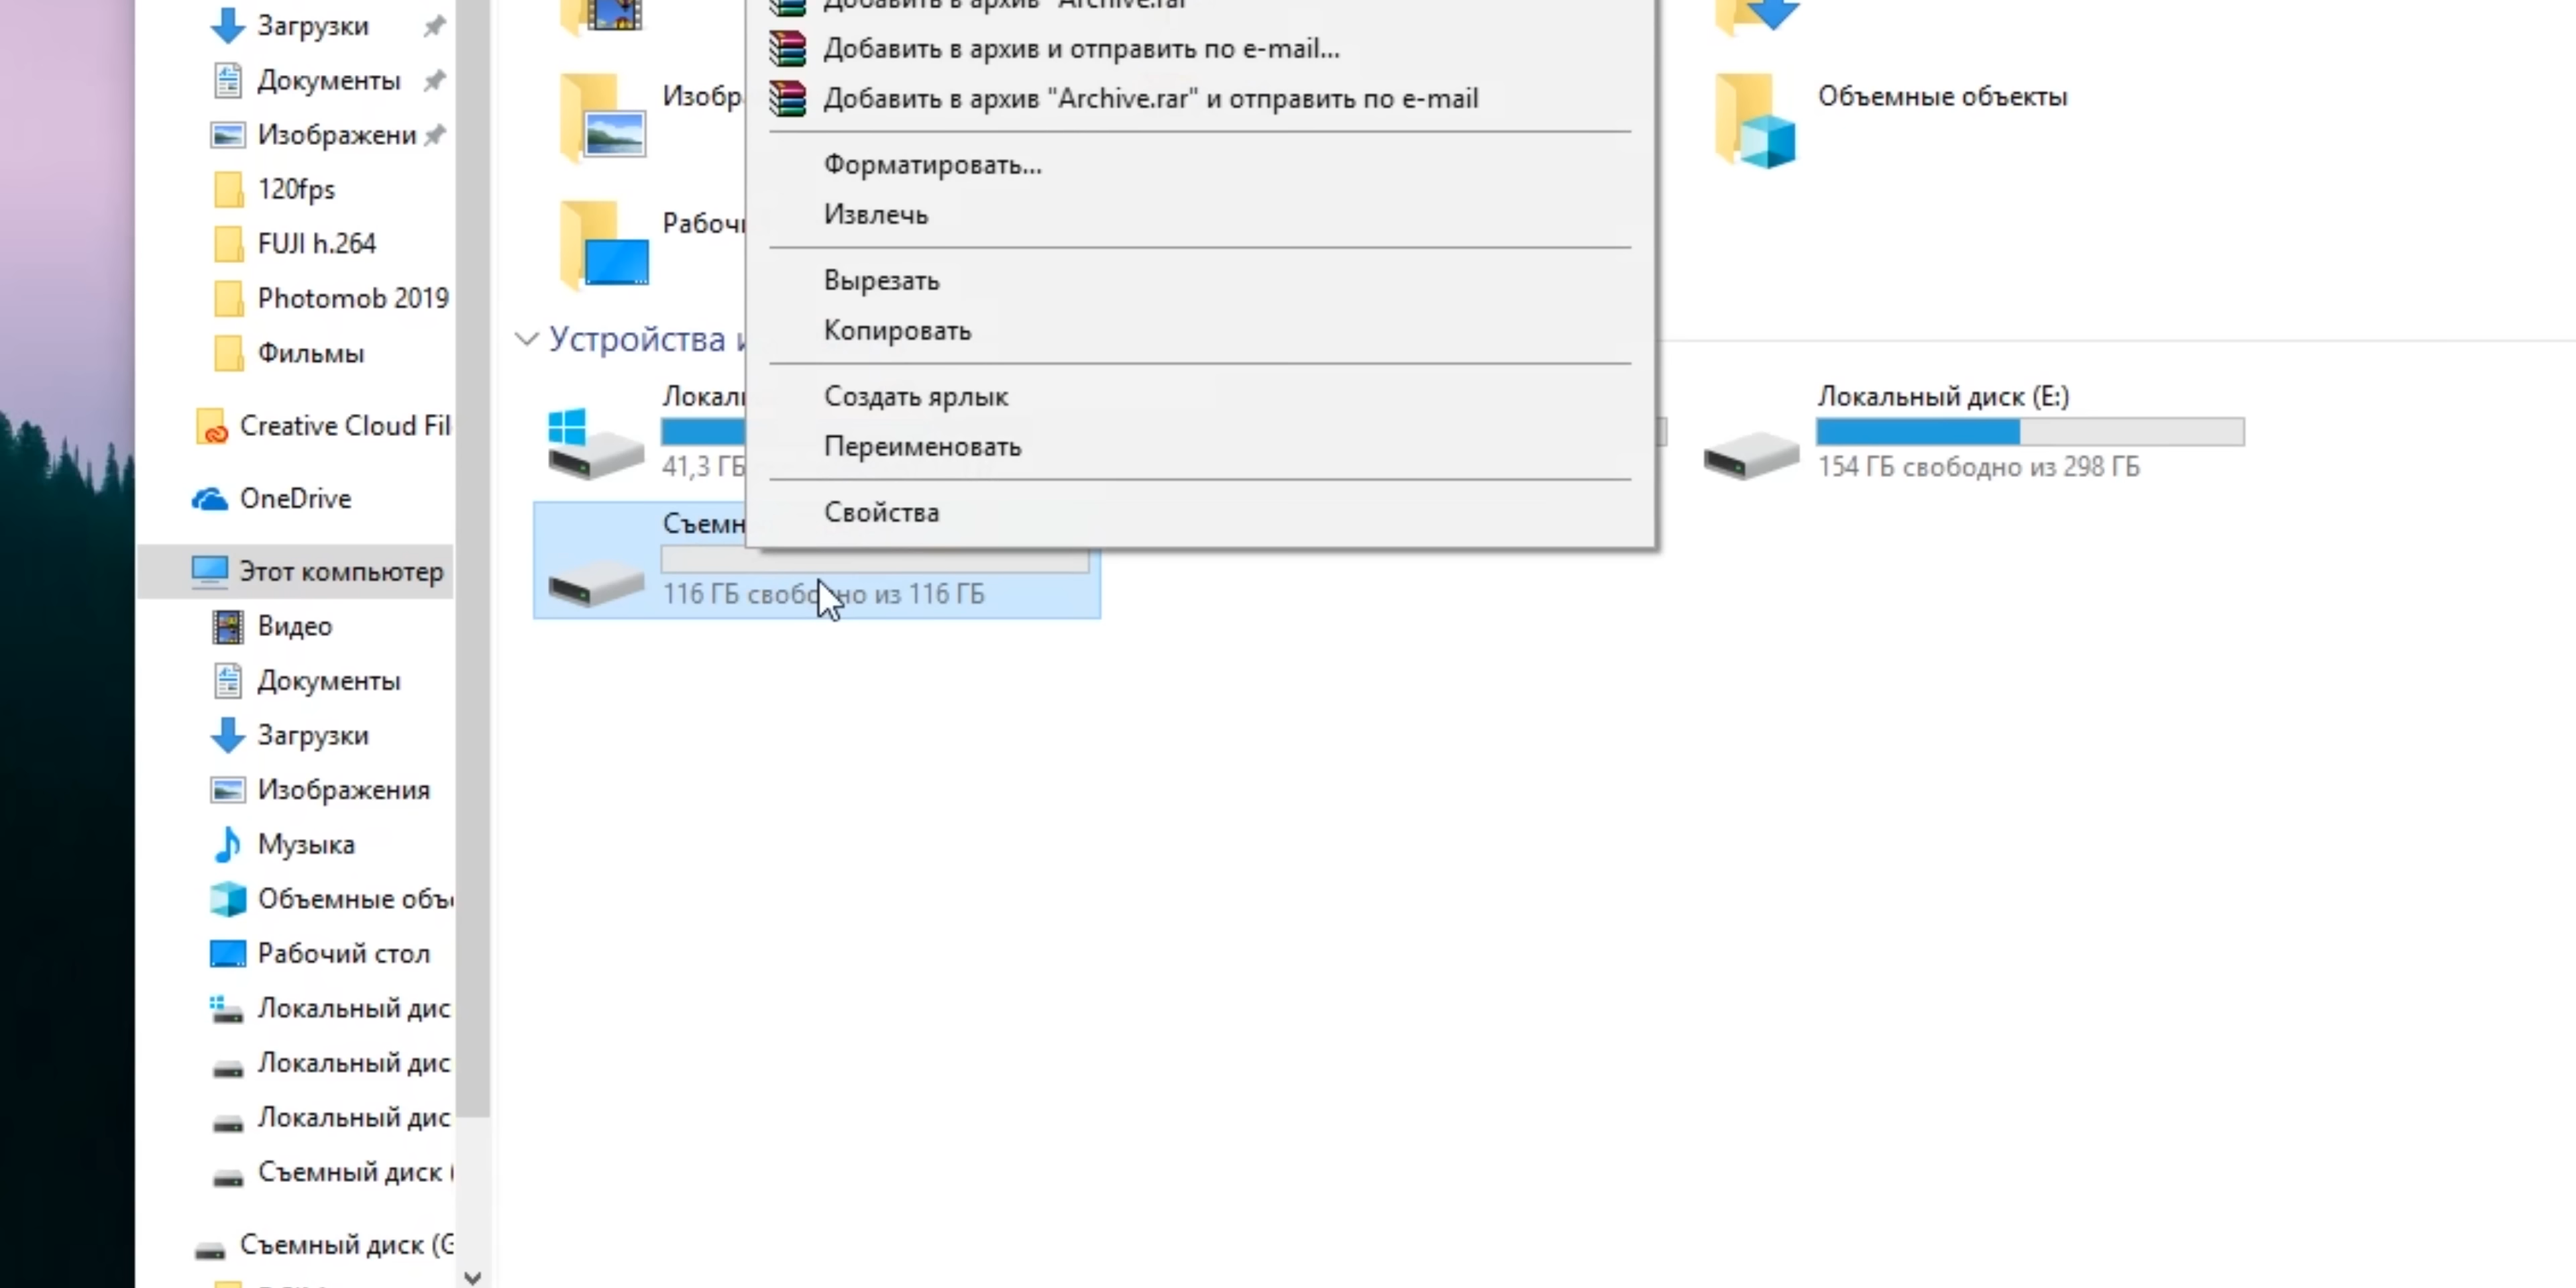 Загрузки
Документы
Изображени
120fps
FUJI h.264
Photomob 2019
Фильмы
Creative Cloud Fil
OneDrive
Этот компьютер
Видео
Документы
Загрузки
Изображения
Музыка
Объемные объ
Рабочий стол
Локальный дис
Локальный дис
Локальный дис
Съемный диск (
Съемный диск (G
Изобр
Рабоч
Устройства и
Локал
41,3 ГБ
Съемн
116 ГБ свободно из 116 ГБ
Добавить в архив "Archive.rar"
Добавить в архив и отправить по e-mail...
Добавить в архив "Archive.rar" и отправить по e-mail
Форматировать...
Извлечь
Вырезать
Копировать
Создать ярлык
Переименовать
Свойства
Объемные объекты
Локальный диск (E:)
154 ГБ свободно из 298 ГБ